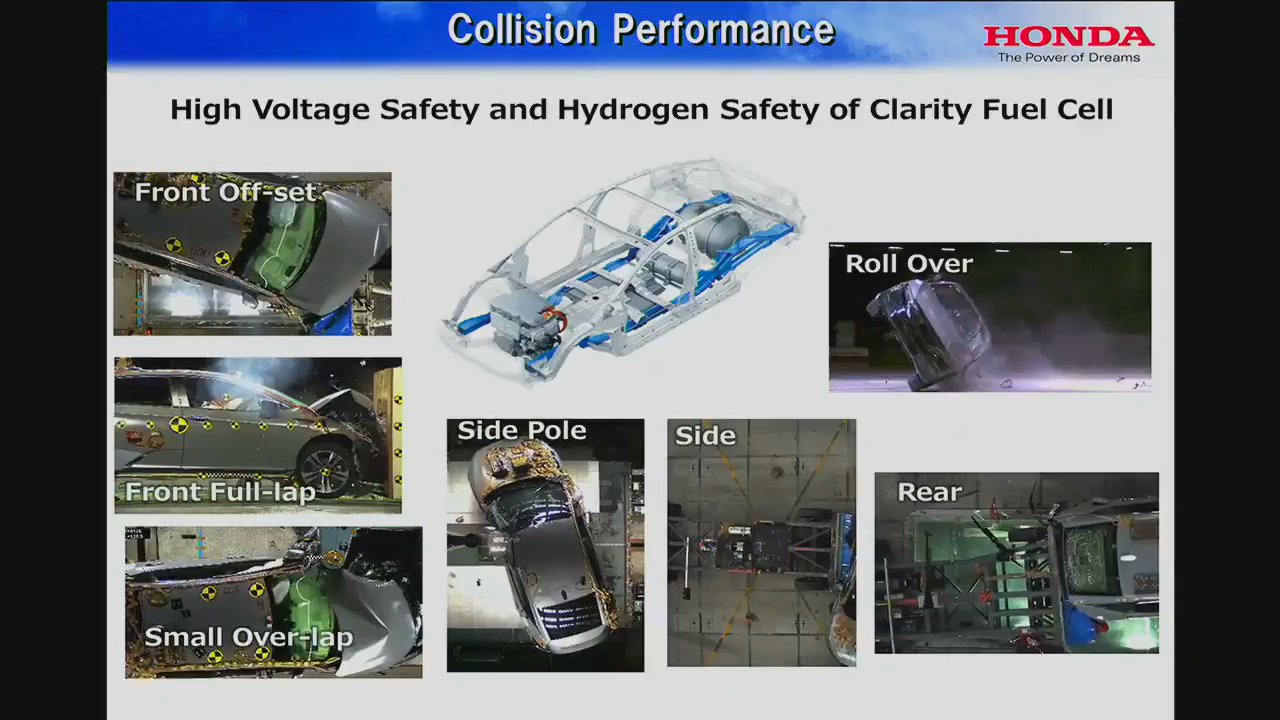 Collision Performance
HONDA
The Power of Dreams
High Voltage Safety and Hydrogen Safety of Clarity Fuel Cell
Front Off-set
Roll Over
Front Full-lap
Side Pole
Side
Rear
Small Over-lap